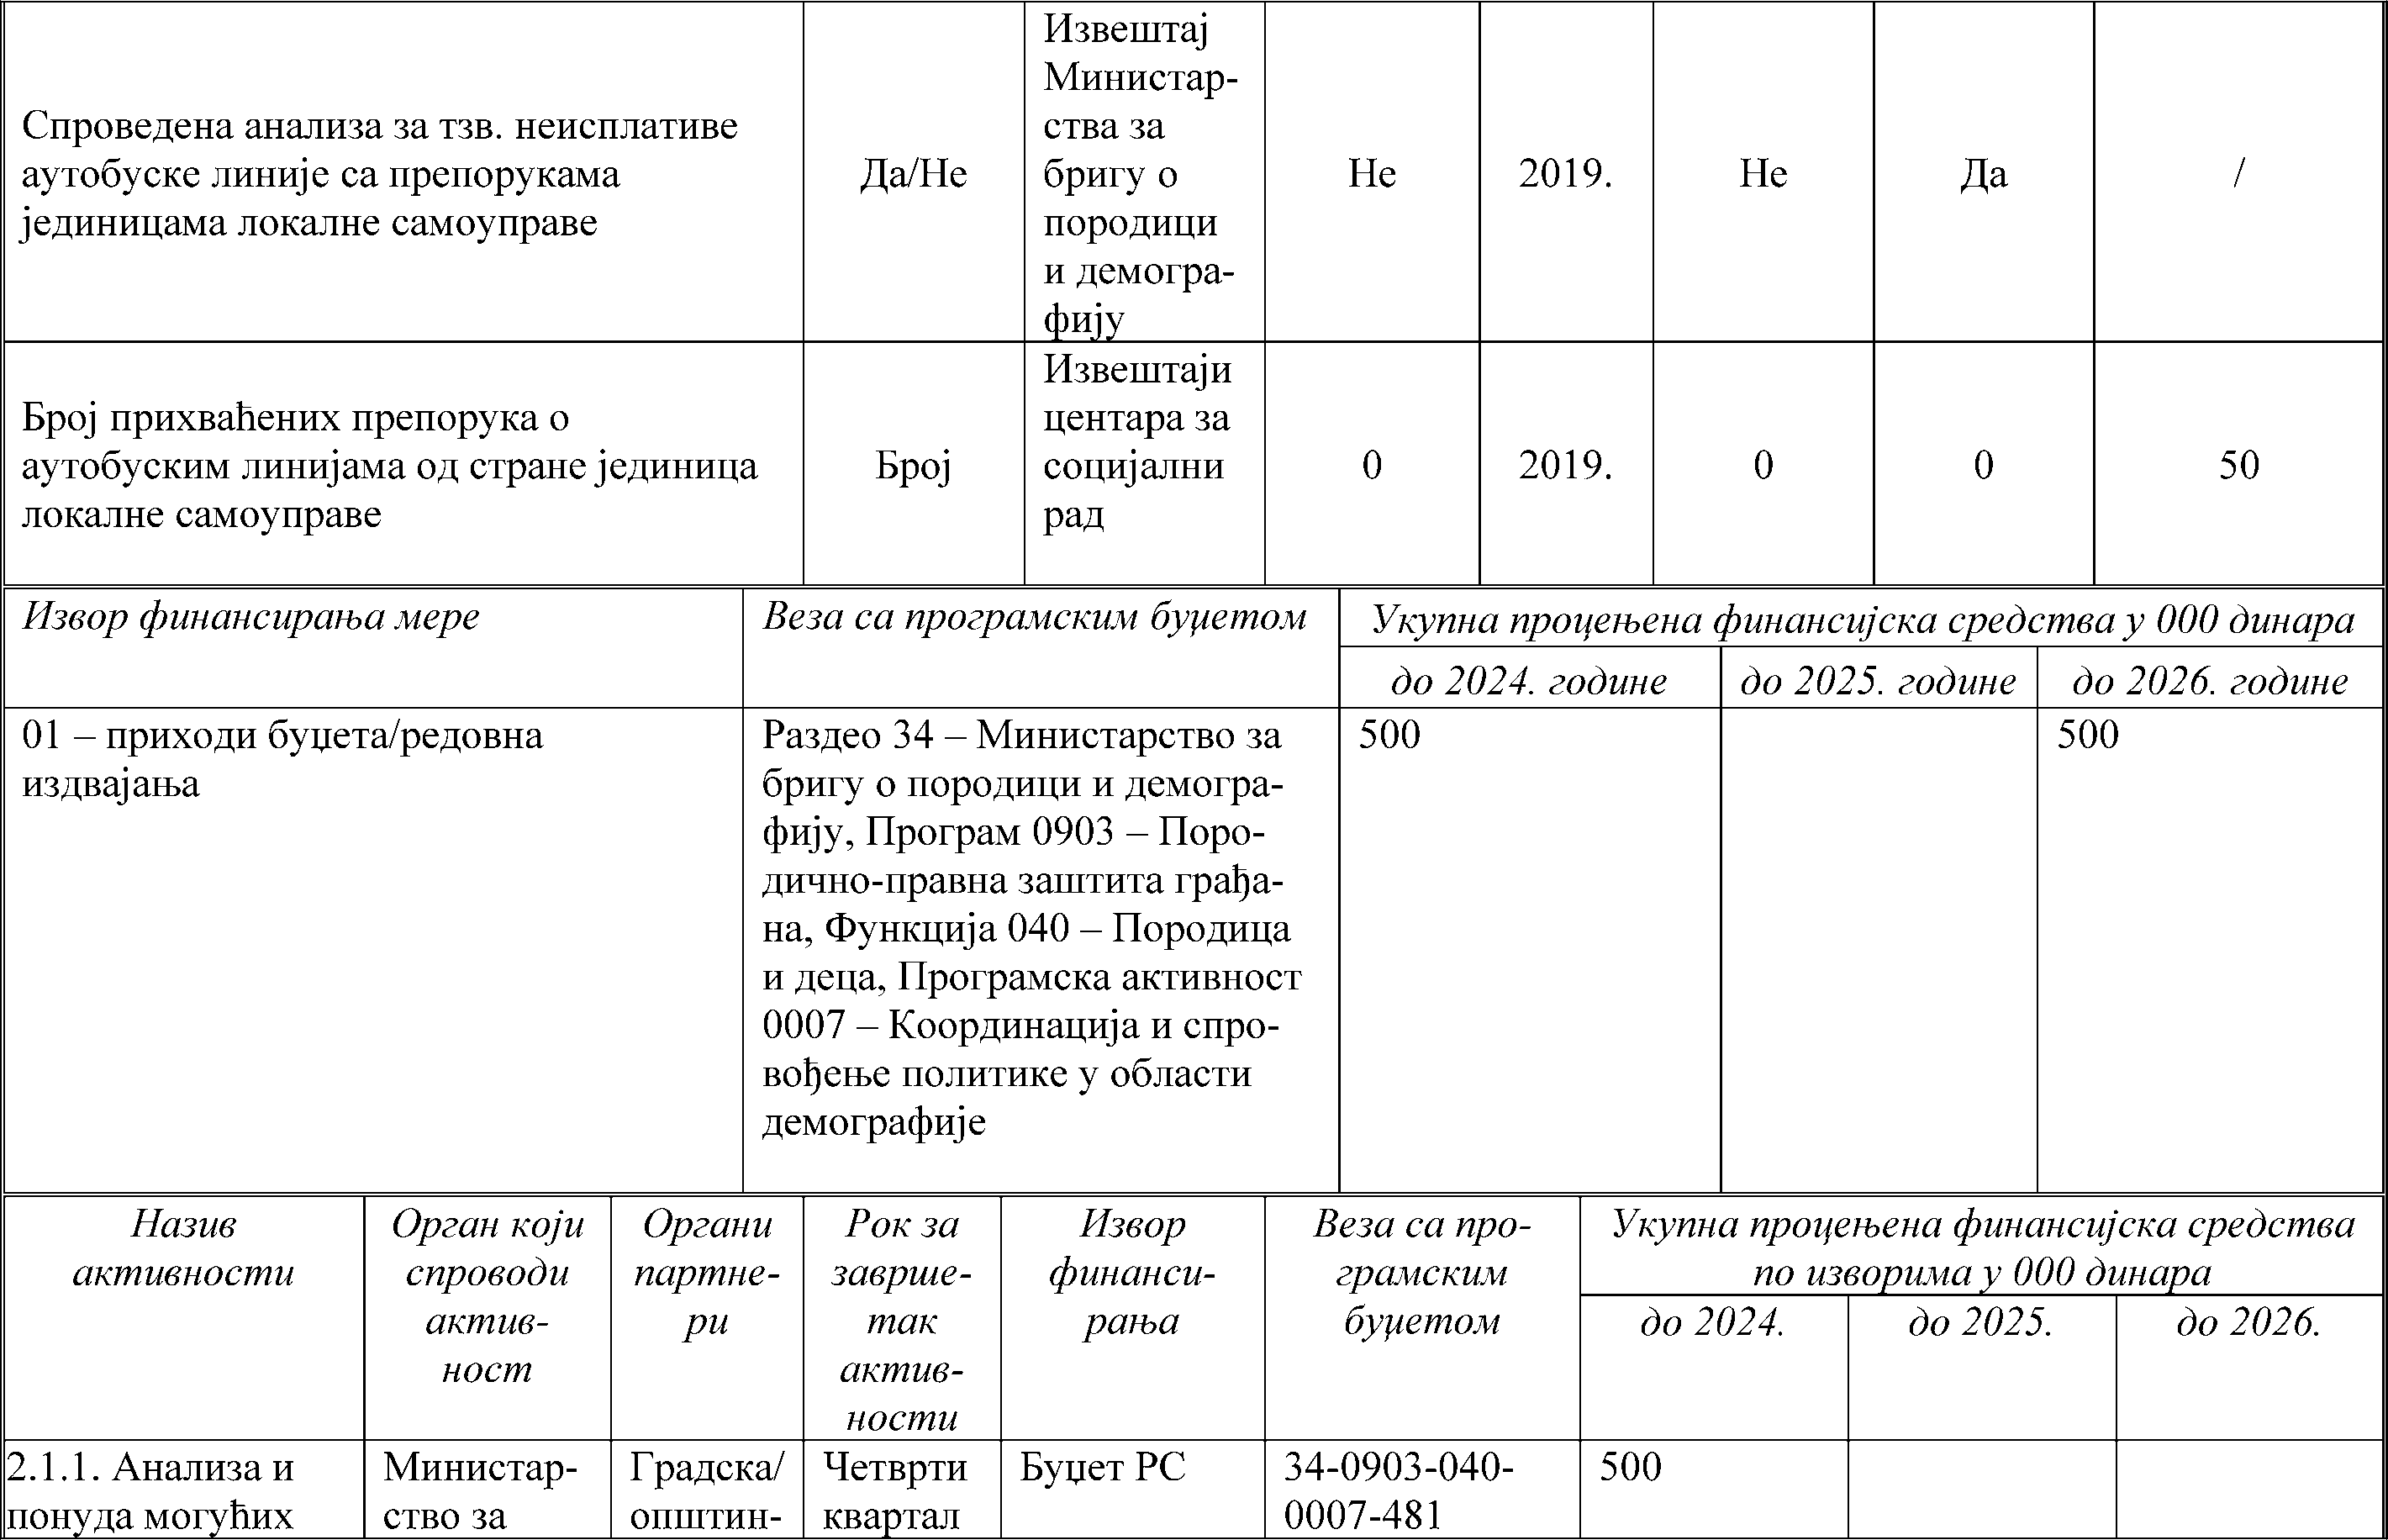 Спроведена анализа за тзв. неисплативе
аутобуске линије са препорукама
јединицама локалне самоуправе
Да/Не
Извештај
Министар-
ства за
бригу о
породици
и демогра-
фију
Не
2019.
Не
Да
/
Број прихваћених препорука о
аутобуским линијама од стране јединица
локалне самоуправе
Број
Извештаји
центара за
социјални
рад
0
2019.
0
0
50
Извор финансирања мере
Веза са програмским буџетом
Укупна процењена финансијска средства у 000 динара
до 2024. године
до 2025. године
до 2026. године
01 – приходи буџета/редовна
издвајања
Раздео 34 – Министарство за
бригу о породици и демогра-
фију, Програм 0903 – Поро-
дично-правна заштита грађа-
на, Функција 040 – Породица
и деца, Програмска активност
0007 – Координација и спро-
вођење политике у области
демографије
500
500
Назив
активности
Орган који
спроводи
актив-
ност
Органи
партне-
ри
Рок за
заврше-
так
актив-
ности
Извор
финанси-
рања
Веза са про-
грамским
буџетом
Укупна процењена финансијска средства
по изворима у 000 динара
до 2024.
до 2025.
до 2026.
2.1.1. Анализа и
понуда могућих
Министар-
ство за
Градска/
општин-
Четврти
квартал
Буџет РС
34-0903-040-
0007-481
500